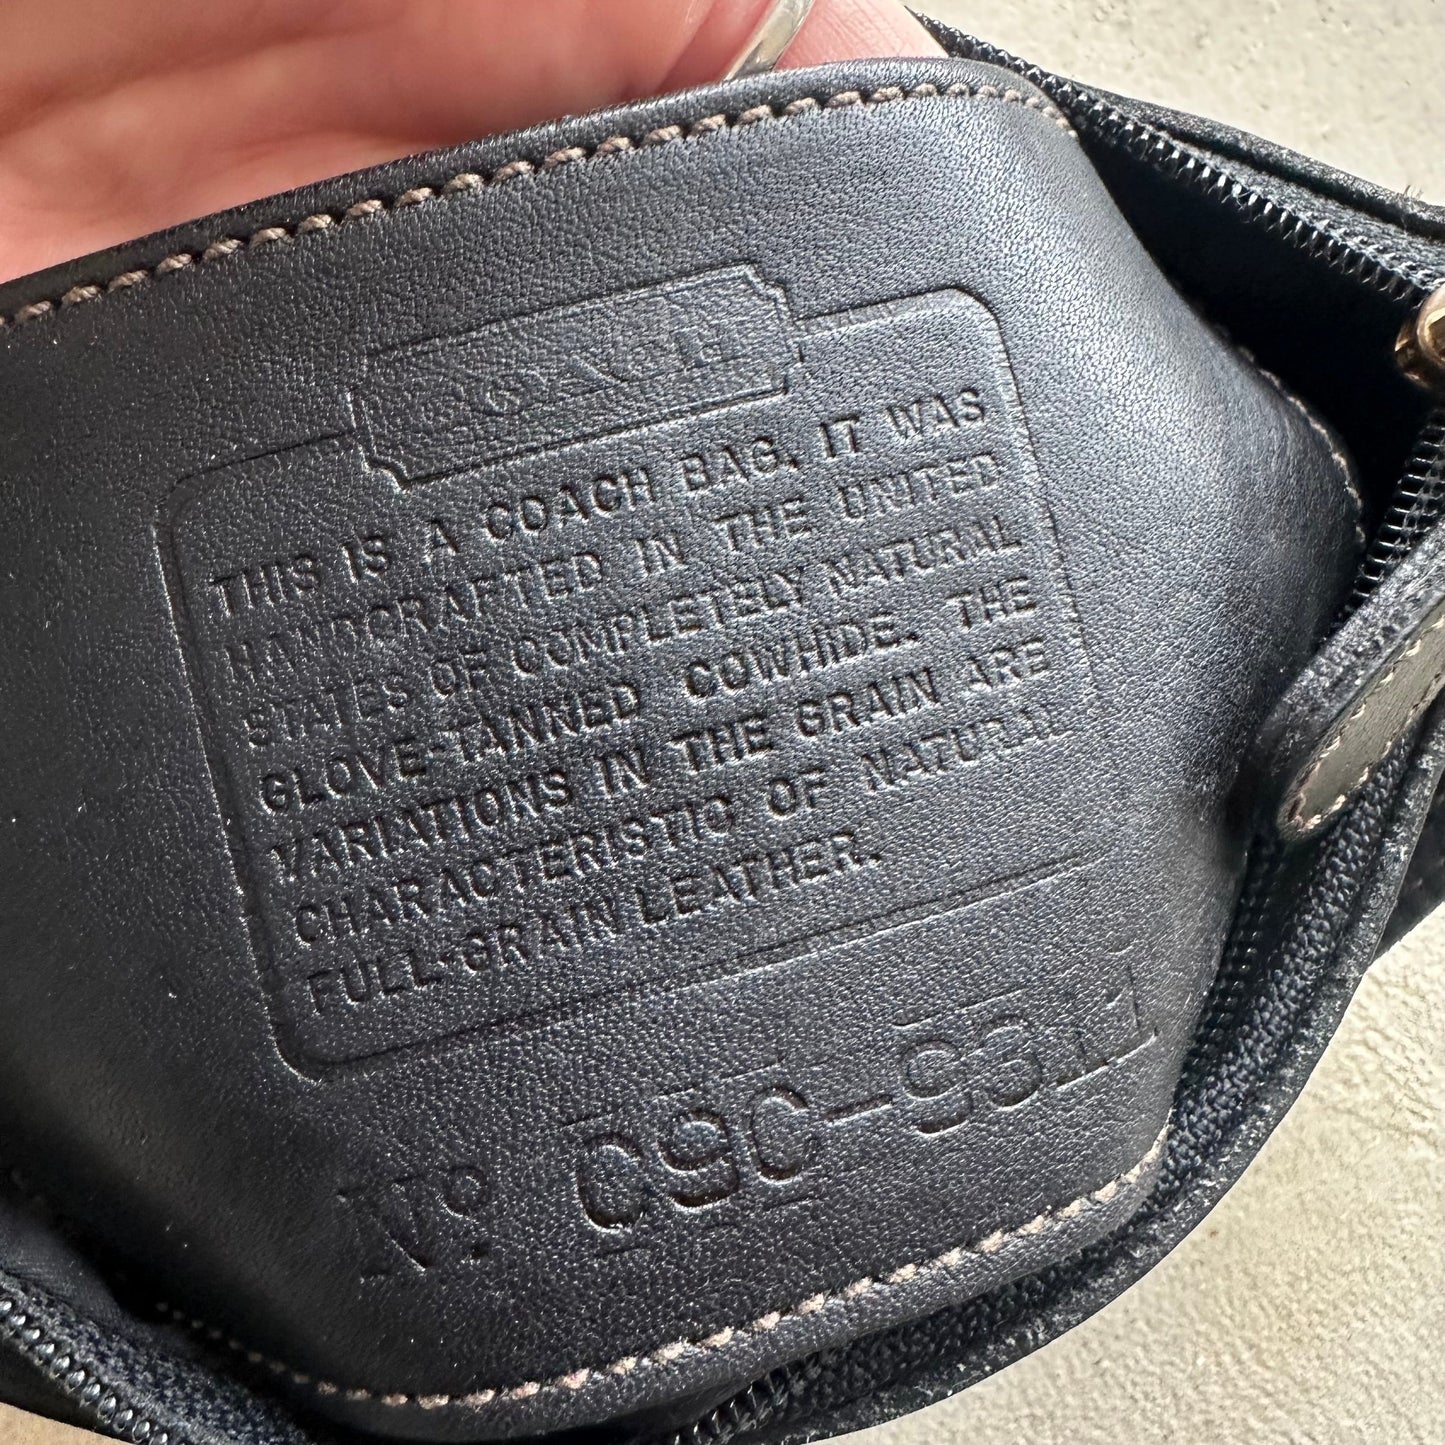 COACH
THIS IS A COACH BAG. IT WAS
HANDCRAFTED IN THE UNITED
STATES OF COMPLETELY NATURAL
GLOVE-TANNED COWHIDE. THE
VARIATIONS IN THE GRAIN ARE
CHARACTERISTIC OF NATURAL
FULL-GRAIN LEATHER.